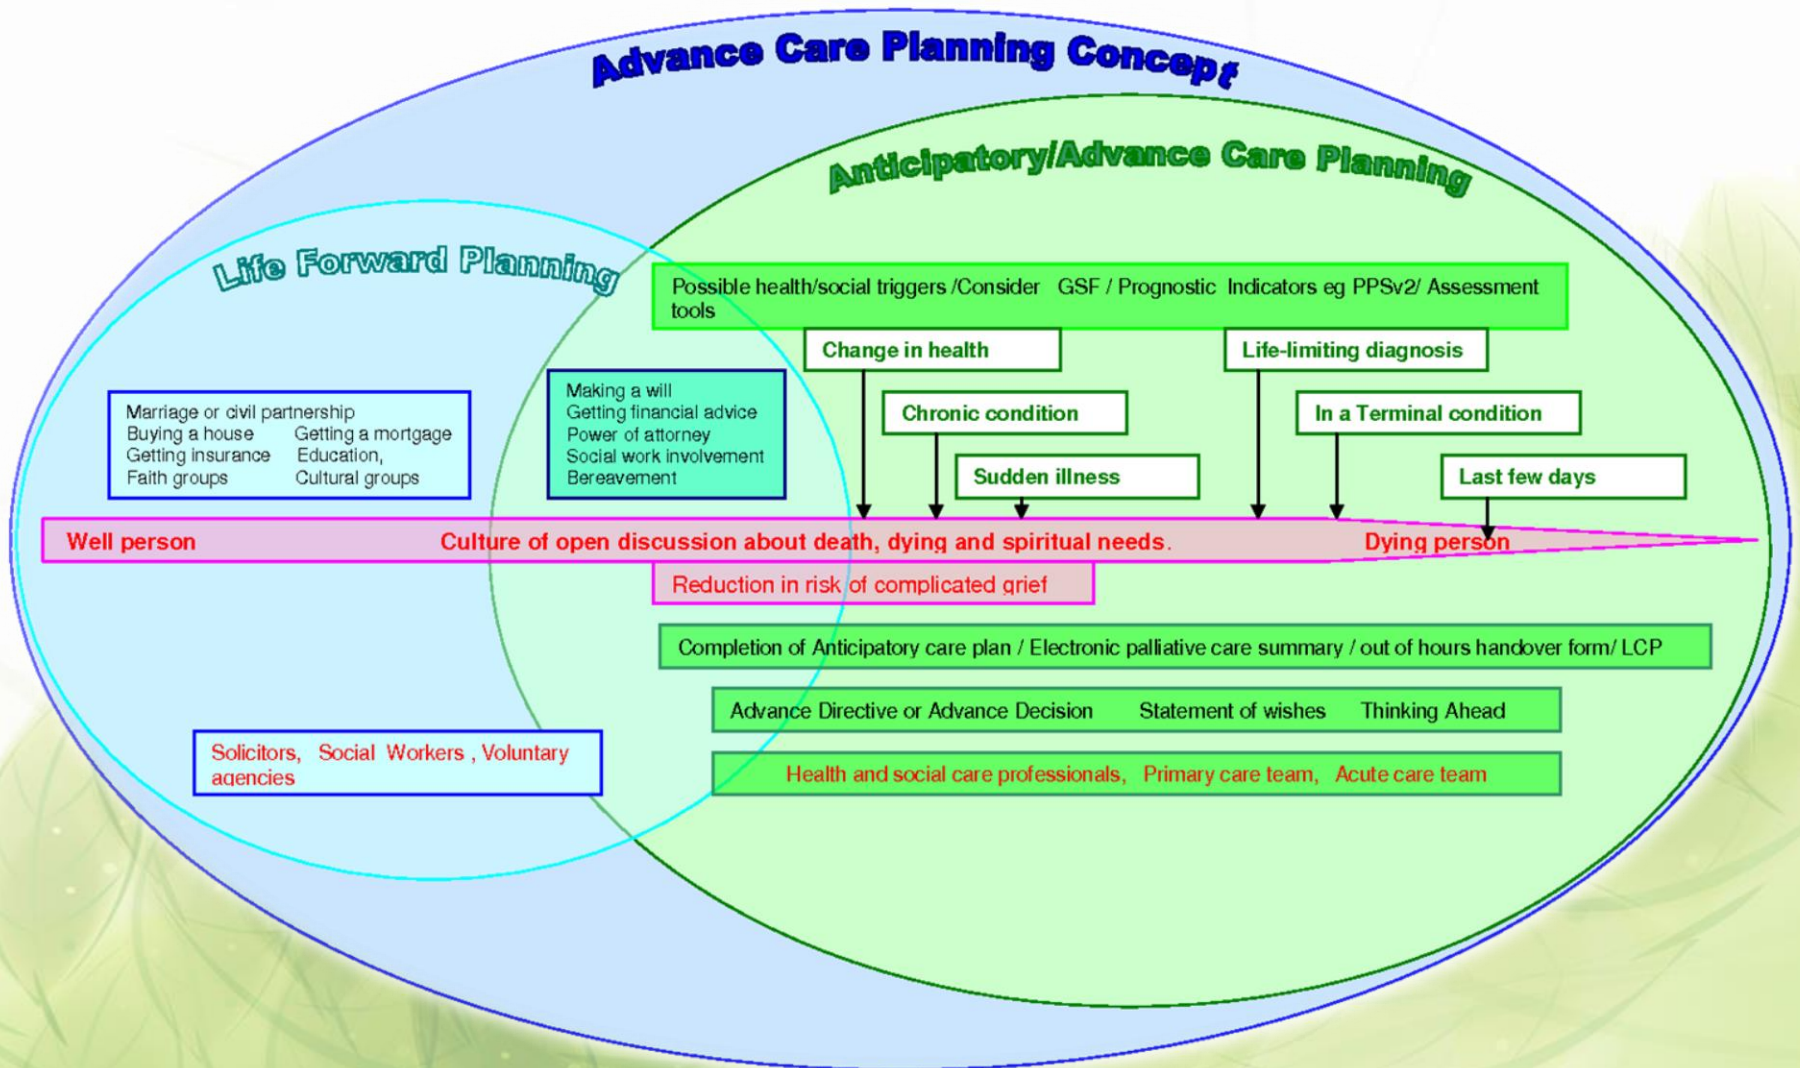 Advance Care Planning Concept
Anticipatory/Advance Care Planning
Life Forward Planning
Possible health/social triggers /Consider GSF / Prognostic Indicators eg PPSv2/ Assessment
tools
Change in health
Life-limiting diagnosis
Marriage or civil partnership
Buying a house Getting a mortgage
Getting insurance Education,
Faith groups Cultural groups
Making a will
Getting financial advice
Power of attorney
Social work involvement
Bereavement
Chronic condition
In a Terminal condition
Sudden illness
Last few days
Well person Culture of open discussion about death, dying and spiritual needs. Dying person
Reduction in risk of complicated grief
Completion of Anticipatory care plan / Electronic palliative care summary / out of hours handover form/ LCP
Advance Directive or Advance Decision Statement of wishes Thinking Ahead
Solicitors, Social Workers , Voluntary
agencies
Health and social care professionals, Primary care team, Acute care team